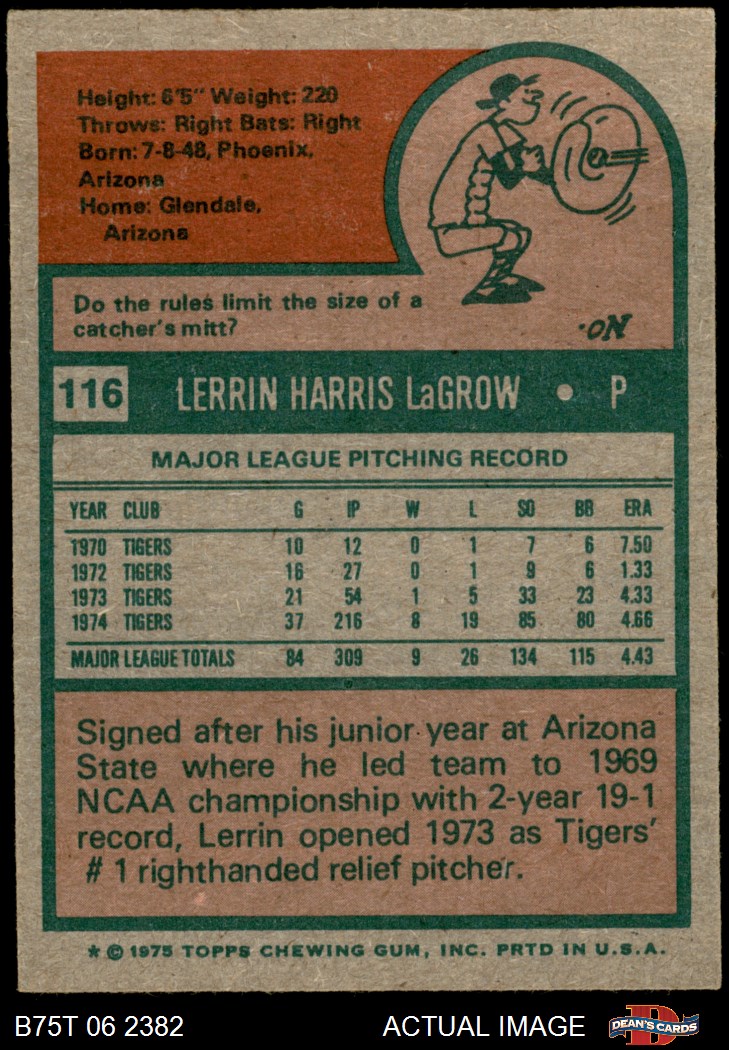 Height: 6'5" Weight: 220
Throws: Right Bats: Right
Born: 7-8-48, Phoenix,
Arizona
Home: Glendale,
Arizona
Do the rules limit the size of a
catcher's mitt?
No.
116 LERRIN HARRIS LaGROW • P
MAJOR LEAGUE PITCHING RECORD
YEAR CLUB G IP W L SO BB ERA
1970 TIGERS 10 12 0 1 7 6 7.50
1972 TIGERS 16 27 0 1 9 6 1.33
1973 TIGERS 21 54 1 5 33 23 4.33
1974 TIGERS 37 216 8 19 85 80 4.66
MAJOR LEAGUE TOTALS 84 309 9 26 134 115 4.43
Signed after his junior year at Arizona
State where he led team to 1969
NCAA championship with 2-year 19-1
record, Lerrin opened 1973 as Tigers'
# 1 righthanded relief pitcher.
* © 1975 TOPPS CHEWING GUM, INC. PRTD IN U.S.A.
B75T 06 2382 ACTUAL IMAGE DEAN'S CARDS